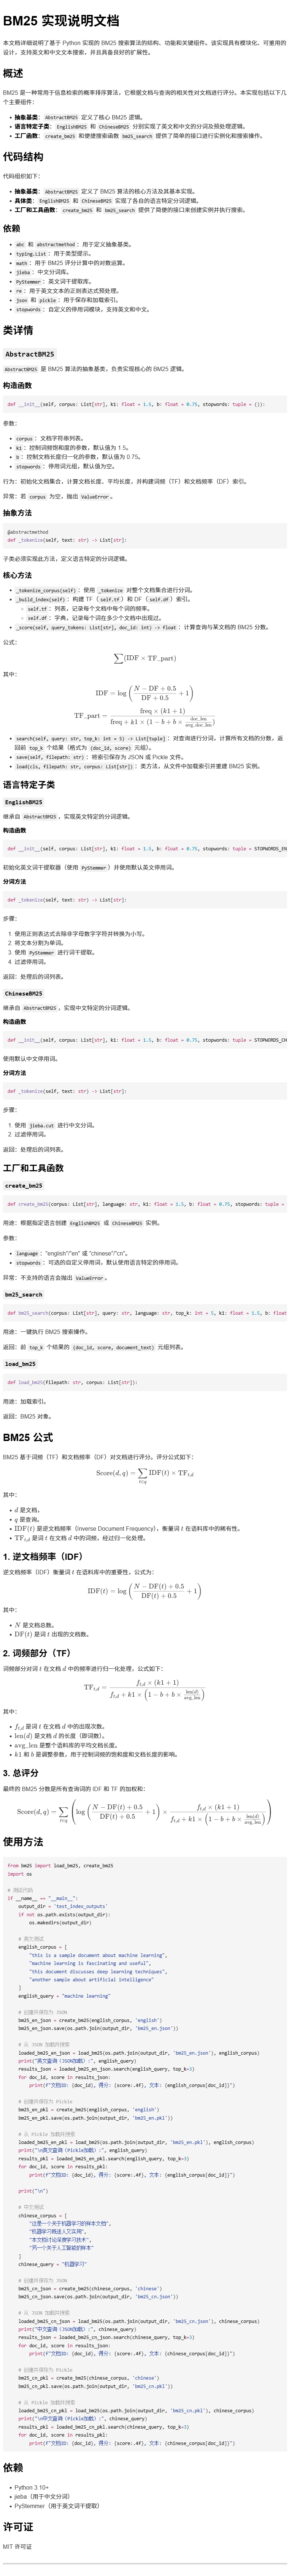 BM25 实现说明文档
本文详细说明了基于 Python 实现的 BM25 搜索算法的结构、功能和关键组件。该实现具有模块化、可重用的设计，支持英文和中文文本搜索，并且具备良好的扩展性。
概述
BM25 是一种常用于信息检索的概率排序算法，它根据文档与查询的相关性对文档进行评分。本实现包括以下几个主要组件：
抽象基类： AbstractBM25 定义了核心 BM25 逻辑。
语言特定子类： EnglishBM25 和 ChineseBM25 分别实现了英文和中文的分词及预处理逻辑。
工厂函数： create_bm25 和便捷搜索函数 bm25_search 提供了简单的接口进行实例化和搜索操作。
代码结构
代码组织如下：
抽象基类： AbstractBM25 定义了 BM25 算法的核心方法及其基本实现。
具体类： EnglishBM25 和 ChineseBM25 实现了各自的语言特定分词逻辑。
工厂和工具函数： create_bm25 和 bm25_search 提供了简便的接口来创建实例并执行搜索。
依赖
abc 和 abstractmethod ：用于定义抽象基类。
typing.List ：用于类型提示。
math ：用于 BM25 评分计算中的对数运算。
jieba ：中文分词库。
PyStemmer ：英文词干提取库。
re ：用于英文文本的正则表达式预处理。
json 和 pickle ：用于保存和加载索引。
stopwords ：自定义的停用词模块，支持英文和中文。
类详情
AbstractBM25
AbstractBM25 是 BM25 算法的抽象基类，负责实现核心的 BM25 逻辑。
构造函数
def __init__(self, corpus: List[str], k1: float = 1.5, b: float = 0.75, stopwords: tuple = ()):
参数：
corpus ：文档字符串列表。
k1 ：控制词频饱和度的参数，默认值为 1.5。
b ：控制文档长度归一化的参数，默认值为 0.75。
stopwords ：停用词元组，默认值为空。
行为：初始化文档集合，计算文档长度、平均长度，并构建词频（TF）和文档频率（DF）索引。
异常：若 corpus 为空，抛出 ValueError 。
抽象方法
@abstractmethod
def _tokenize(self, text: str) -> List[str]:
子类必须实现此方法，定义语言特定的分词逻辑。
核心方法
_tokenize_corpus(self) ：使用 _tokenize 对整个文档集合进行分词。
_build_index(self) ：构建 TF（ self.tf ）和 DF（ self.df ）索引。
self.tf ：列表，记录每个文档中每个词的频率。
self.df ：字典，记录每个词在多少个文档中出现过。
_score(self, query_tokens: List[str], doc_id: int) -> float ：计算查询与某文档的 BM25 分数。
公式：
∑(IDF × TF_part)
其中：
IDF = log ( (N − DF + 0.5) / (DF + 0.5) + 1 )
TF_part = (freq × (k1 + 1)) / (freq + k1 × (1 − b + b × doc_len / avg_doc_len))
search(self, query: str, top_k: int = 5) -> List[tuple] ：对查询进行分词，计算所有文档的分数，返回前 top_k 个结果（格式为 (doc_id, score) 元组）。
save(self, filepath: str) ：将索引保存为 JSON 或 Pickle 文件。
load(cls, filepath: str, corpus: List[str]) ：类方法，从文件中加载索引并重建 BM25 实例。
语言特定子类
EnglishBM25
继承自 AbstractBM25 ，实现英文特定的分词逻辑。
构造函数
def __init__(self, corpus: List[str], k1: float = 1.5, b: float = 0.75, stopwords: tuple = STOPWORDS_EN
初始化英文词干提取器（使用 PyStemmer ）并使用默认英文停用词。
分词方法
def _tokenize(self, text: str) -> List[str]:
步骤：
1. 使用正则表达式去除非字母数字字符并转换为小写。
2. 将文本分割为单词。
3. 使用 PyStemmer 进行词干提取。
4. 过滤停用词。
返回：处理后的词列表。
ChineseBM25
继承自 AbstractBM25 ，实现中文特定的分词逻辑。
构造函数
def __init__(self, corpus: List[str], k1: float = 1.5, b: float = 0.75, stopwords: tuple = STOPWORDS_CH
使用默认中文停用词。
分词方法
def _tokenize(self, text: str) -> List[str]:
步骤：
1. 使用 jieba.cut 进行中文分词。
2. 过滤停用词。
返回：处理后的词列表。
工厂和工具函数
create_bm25
def create_bm25(corpus: List[str], language: str, k1: float = 1.5, b: float = 0.75, stopwords: tuple =
用途：根据指定语言创建 EnglishBM25 或 ChineseBM25 实例。
参数：
language ："english"/"en" 或 "chinese"/"cn"。
stopwords ：可选的自定义停用词，默认使用语言特定的停用词。
异常：不支持的语言会抛出 ValueError 。
bm25_search
def bm25_search(corpus: List[str], query: str, language: str, top_k: int = 5, k1: float = 1.5, b: float
用途：一键执行 BM25 搜索操作。
返回：前 top_k 个结果的 (doc_id, score, document_text) 元组列表。
load_bm25
def load_bm25(filepath: str, corpus: List[str]):
用途：加载索引。
返回：BM25 对象。
BM25 公式
BM25 基于词频（TF）和文档频率（DF）对文档进行评分。评分公式如下：
Score(d, q) = ∑ t∈q IDF(t) × TF t,d
其中：
d 是文档，
q 是查询。
IDF(t) 是逆文档频率（Inverse Document Frequency），衡量词 t 在语料库中的稀有性。
TF t,d 是词 t 在文档 d 中的词频，经过归一化处理。
1. 逆文档频率（IDF）
逆文档频率（IDF）衡量词 t 在语料库中的重要性，公式为：
IDF(t) = log ( (N − DF(t) + 0.5) / (DF(t) + 0.5) + 1 )
其中：
N 是文档总数。
DF(t) 是词 t 出现的文档数。
2. 词频部分（TF）
词频部分对词 t 在文档 d 中的频率进行归一化处理，公式如下：
TF t,d = (f t,d × (k1 + 1)) / (f t,d + k1 × (1 − b + b × len(d) / avg_len))
其中：
f t,d 是词 t 在文档 d 中的出现次数。
len(d) 是文档 d 的长度（即词数）。
avg_len 是整个语料库的平均文档长度。
k1 和 b 是调整参数，用于控制词频的饱和度和文档长度的影响。
3. 总评分
最终的 BM25 分数是所有查询词的 IDF 和 TF 的加权和：
Score(d, q) = ∑ t∈q ( log ( (N − DF(t) + 0.5) / (DF(t) + 0.5) + 1 ) × (f t,d × (k1 + 1)) / (f t,d + k1 × (1 − b + b × len(d) / avg_len)) )
使用方法
from bm25 import load_bm25, create_bm25
import os
# 测试代码
if __name__ == "__main__":
output_dir = 'test_index_outputs'
if not os.path.exists(output_dir):
os.makedirs(output_dir)
# 英文测试
english_corpus = [
"this is a sample document about machine learning",
"machine learning is fascinating and useful",
"this document discusses deep learning techniques",
"another sample about artificial intelligence"
]
english_query = "machine learning"
# 创建并保存为 JSON
bm25_en_json = create_bm25(english_corpus, 'english')
bm25_en_json.save(os.path.join(output_dir, 'bm25_en.json'))
# 从 JSON 加载并搜索
loaded_bm25_en_json = load_bm25(os.path.join(output_dir, 'bm25_en.json'), english_corpus)
print("英文查询（JSON加载）:", english_query)
results_json = loaded_bm25_en_json.search(english_query, top_k=3)
for doc_id, score in results_json:
print(f"文档ID: {doc_id}, 得分: {score:.4f}, 文本: {english_corpus[doc_id]}")
# 创建并保存为 Pickle
bm25_en_pkl = create_bm25(english_corpus, 'english')
bm25_en_pkl.save(os.path.join(output_dir, 'bm25_en.pkl'))
# 从 Pickle 加载并搜索
loaded_bm25_en_pkl = load_bm25(os.path.join(output_dir, 'bm25_en.pkl'), english_corpus)
print("\n英文查询（Pickle加载）:", english_query)
results_pkl = loaded_bm25_en_pkl.search(english_query, top_k=3)
for doc_id, score in results_pkl:
print(f"文档ID: {doc_id}, 得分: {score:.4f}, 文本: {english_corpus[doc_id]}")
print("\n")
# 中文测试
chinese_corpus = [
"这是一个关于机器学习的样本文档",
"机器学习既迷人又实用",
"本文档讨论深度学习技术",
"另一个关于人工智能的样本"
]
chinese_query = "机器学习"
# 创建并保存为 JSON
bm25_cn_json = create_bm25(chinese_corpus, 'chinese')
bm25_cn_json.save(os.path.join(output_dir, 'bm25_cn.json'))
# 从 JSON 加载并搜索
loaded_bm25_cn_json = load_bm25(os.path.join(output_dir, 'bm25_cn.json'), chinese_corpus)
print("中文查询（JSON加载）:", chinese_query)
results_json = loaded_bm25_cn_json.search(chinese_query, top_k=3)
for doc_id, score in results_json:
print(f"文档ID: {doc_id}, 得分: {score:.4f}, 文本: {chinese_corpus[doc_id]}")
# 创建并保存为 Pickle
bm25_cn_pkl = create_bm25(chinese_corpus, 'chinese')
bm25_cn_pkl.save(os.path.join(output_dir, 'bm25_cn.pkl'))
# 从 Pickle 加载并搜索
loaded_bm25_cn_pkl = load_bm25(os.path.join(output_dir, 'bm25_cn.pkl'), chinese_corpus)
print("\n中文查询（Pickle加载）:", chinese_query)
results_pkl = loaded_bm25_cn_pkl.search(chinese_query, top_k=3)
for doc_id, score in results_pkl:
print(f"文档ID: {doc_id}, 得分: {score:.4f}, 文本: {chinese_corpus[doc_id]}")
依赖
Python 3.10+
jieba（用于中文分词）
PyStemmer（用于英文词干提取）
许可证
MIT 许可证